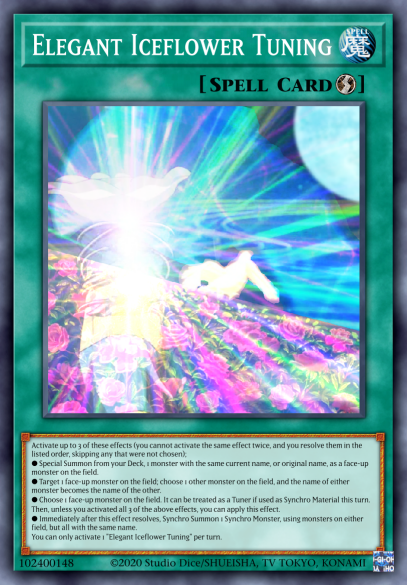 ELEGANT ICEFLOWER TUNING
SPELL
魔
[SPELL CARD]
Activate up to 3 of these effects (you cannot activate the same effect twice, and you resolve them in the
listed order, skipping any that were not chosen);
● Special Summon from your Deck, 1 monster with the same current name, or original name, as a face-up
monster on the field.
● Target 1 face-up monster on the field; choose 1 other monster on the field, and the name of either
monster becomes the name of the other.
● Choose 1 face-up monster on the field. It can be treated as a Tuner if used as Synchro Material this turn.
Then, unless you activated all 3 of the above effects, you can apply this effect.
● Immediately after this effect resolves, Synchro Summon 1 Synchro Monster, using monsters on either
field, but all with the same name.
You can only activate 1 "Elegant Iceflower Tuning" per turn.
102400148
©2020 Studio Dice/SHUEISHA, TV TOKYO, KONAMI